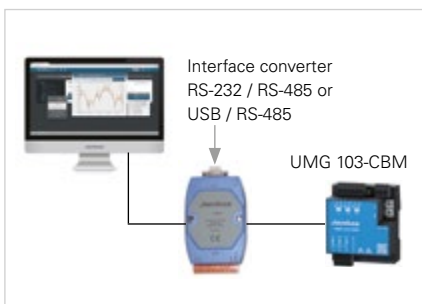 Interface converter
RS-232 / RS-485 or
USB / RS-485
UMG 103-CBM